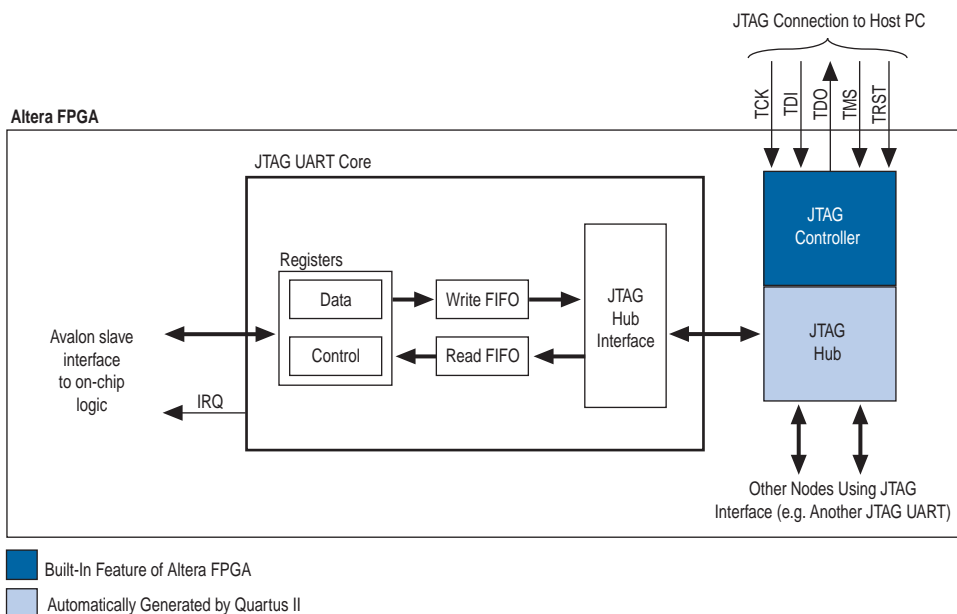 JTAG Connection to Host PC
TCK
TDI
TDO
TMS
TRST
Altera FPGA
JTAG UART Core
JTAG
Controller
Registers
Data
Write FIFO
JTAG
Hub
Interface
JTAG
Hub
Avalon slave
interface
to on-chip
logic
Control
Read FIFO
IRQ
Other Nodes Using JTAG
Interface (e.g. Another JTAG UART)
Built-In Feature of Altera FPGA
Automatically Generated by Quartus II